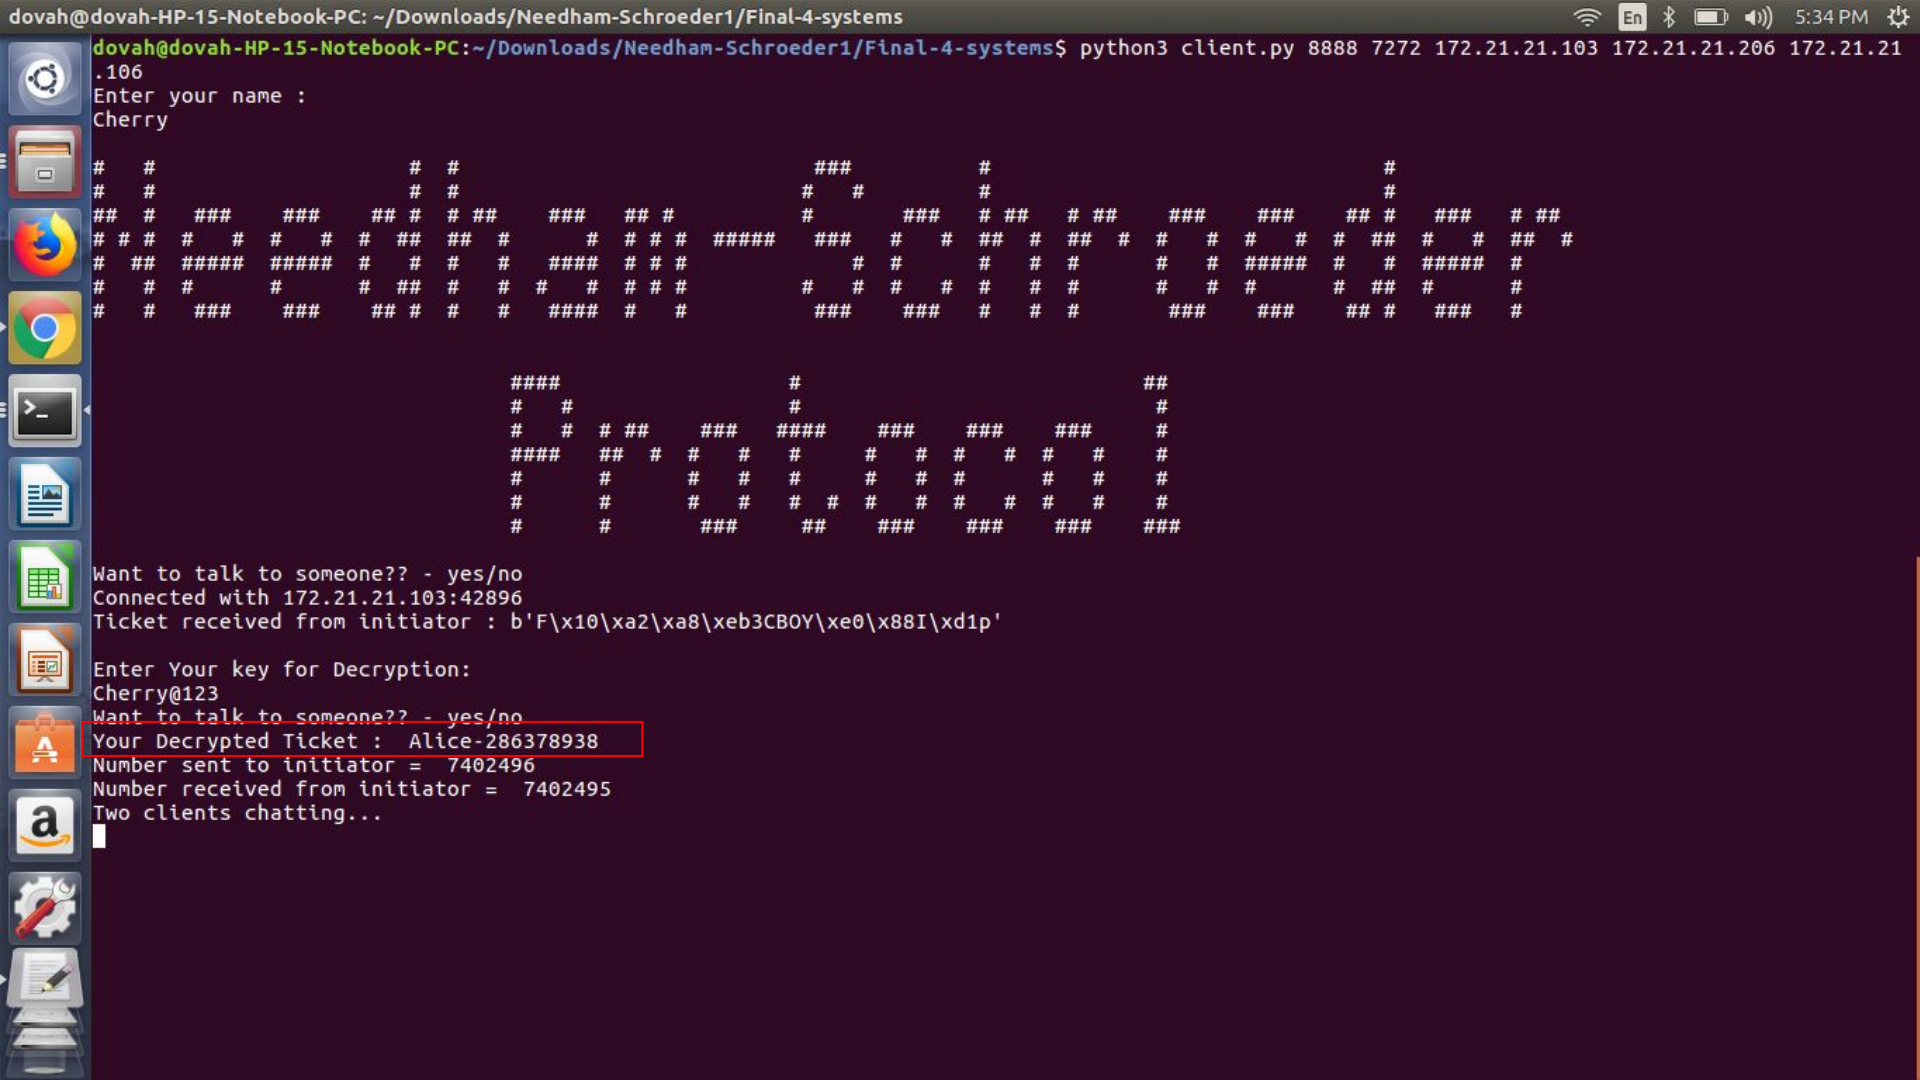 dovah@dovah-HP-15-Notebook-PC: ~/Downloads/Needham-Schroeder1/Final-4-systems
En
5:34 PM
dovah@dovah-HP-15-Notebook-PC:~/Downloads/Needham-Schroeder1/Final-4-systems$ python3 client.py 8888 7272 172.21.21.103 172.21.21.206 172.21.21
.106
Enter your name :
Cherry
Needham-Schroeder
Protocol
Want to talk to someone?? - yes/no
Connected with 172.21.21.103:42896
Ticket received from initiator : b'F\x10\xa2\xa8\xeb3CBOY\xe0\x88I\xd1p'
Enter Your key for Decryption:
Cherry@123
Want to talk to someone?? - yes/no
Your Decrypted Ticket :  Alice-286378938
Number sent to initiator =  7402496
Number received from initiator =  7402495
Two clients chatting...